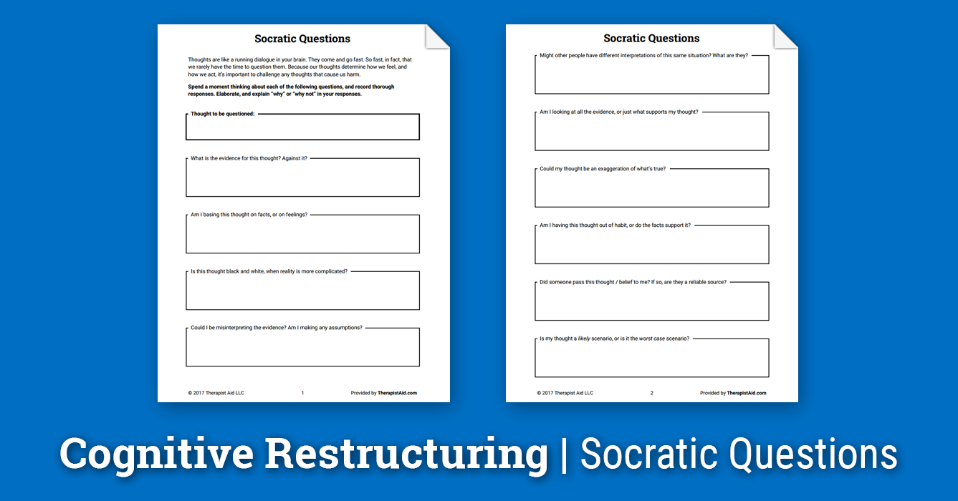 Socratic Questions
Thoughts are like a running dialogue in your brain. They come and go fast. So fast, in fact, that
we rarely have the time to question them. Because our thoughts determine how we feel, and
how we act, it's important to challenge any thoughts that cause us harm.
Spend a moment thinking about each of the following questions, and record thorough
responses. Elaborate, and explain "why" or "why not" in your responses.
Thought to be questioned:
What is the evidence for this thought? Against it?
Am I basing this thought on facts, or on feelings?
Is this thought black and white, when reality is more complicated?
Could I be misinterpreting the evidence? Am I making any assumptions?
© 2017 Therapist Aid LLC 1 Provided by TherapistAid.com
Socratic Questions
Might other people have different interpretations of this same situation? What are they?
Am I looking at all the evidence, or just what supports my thought?
Could my thought be an exaggeration of what's true?
Am I having this thought out of habit, or do the facts support it?
Did someone pass this thought / belief to me? If so, are they a reliable source?
Is my thought a likely scenario, or is it the worst case scenario?
© 2017 Therapist Aid LLC 2 Provided by TherapistAid.com
Cognitive Restructuring | Socratic Questions